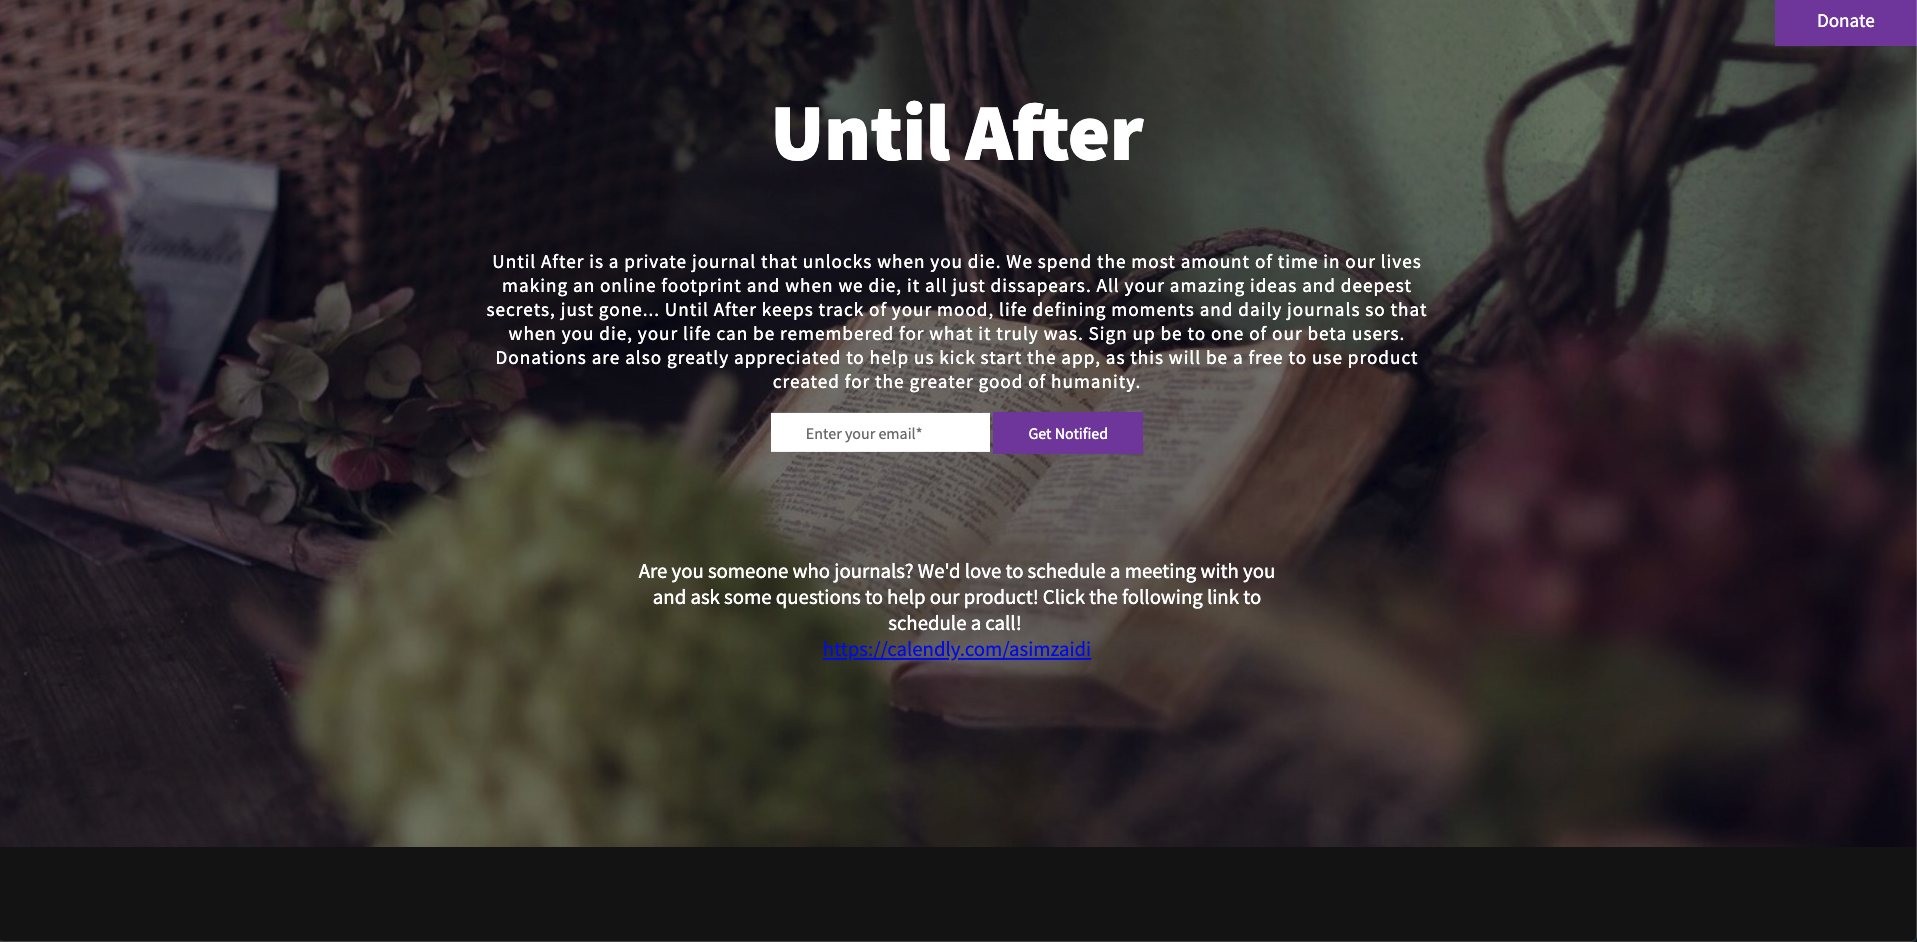 Donate
Until After
Until After is a private journal that unlocks when you die. We spend the most amount of time in our lives
making an online footprint and when we die, it all just dissapears. All your amazing ideas and deepest
secrets, just gone... Until After keeps track of your mood, life defining moments and daily journals so that
when you die, your life can be remembered for what it truly was. Sign up be to one of our beta users.
Donations are also greatly appreciated to help us kick start the app, as this will be a free to use product
created for the greater good of humanity.
Enter your email*
Get Notified
Are you someone who journals? We'd love to schedule a meeting with you
and ask some questions to help our product! Click the following link to
schedule a call!
https://calendly.com/asimzaidi